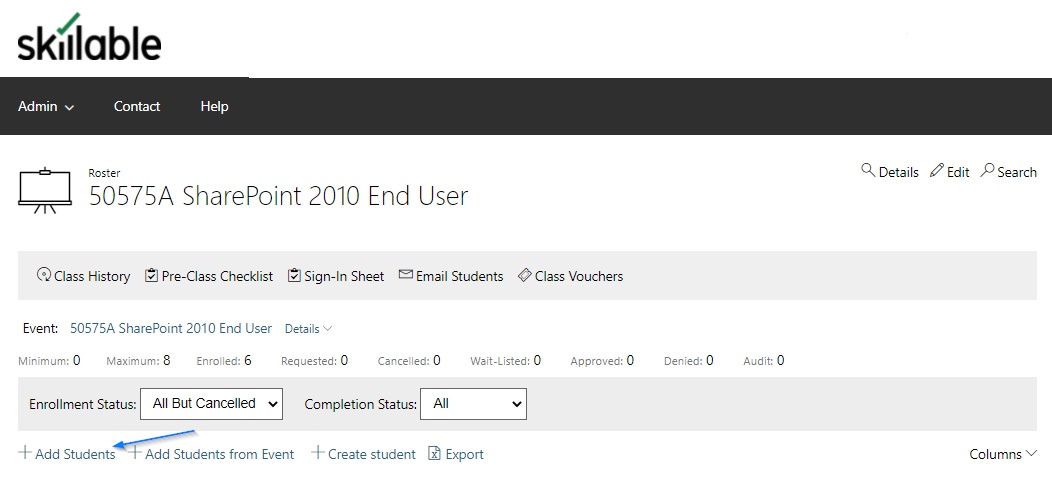 skillable
Admin Contact Help
Roster
50575A SharePoint 2010 End User
Details Edit Search
Class History Pre-Class Checklist Sign-In Sheet Email Students Class Vouchers
Event: 50575A SharePoint 2010 End User Details
Minimum: 0 Maximum: 8 Enrolled: 6 Requested: 0 Cancelled: 0 Wait-Listed: 0 Approved: 0 Denied: 0 Audit: 0
Enrollment Status: All But Cancelled Completion Status: All
Add Students Add Students from Event Create student Export Columns